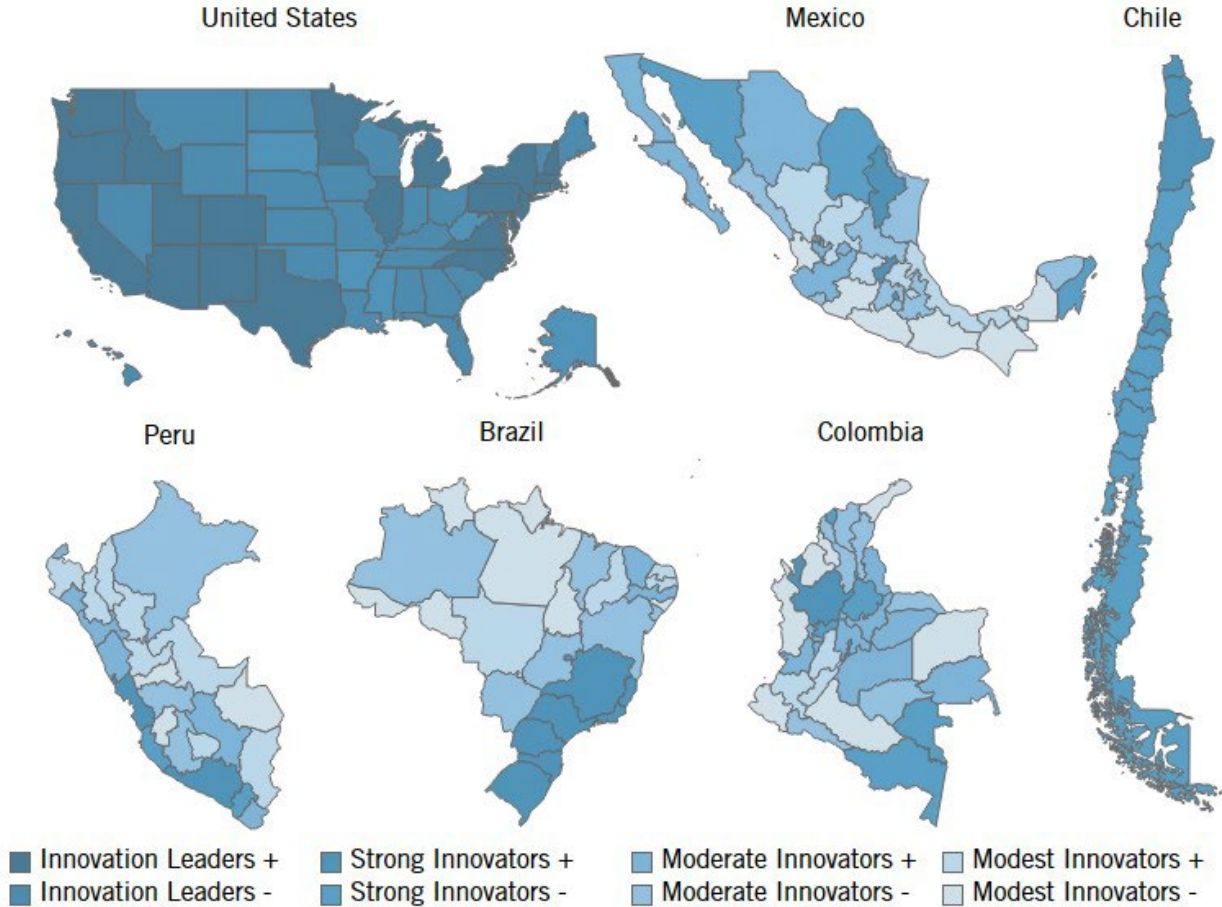 United States
Mexico
Chile
Peru
Brazil
Colombia
Innovation Leaders +
Strong Innovators +
Moderate Innovators +
Modest Innovators +
Innovation Leaders -
Strong Innovators -
Moderate Innovators -
Modest Innovators -